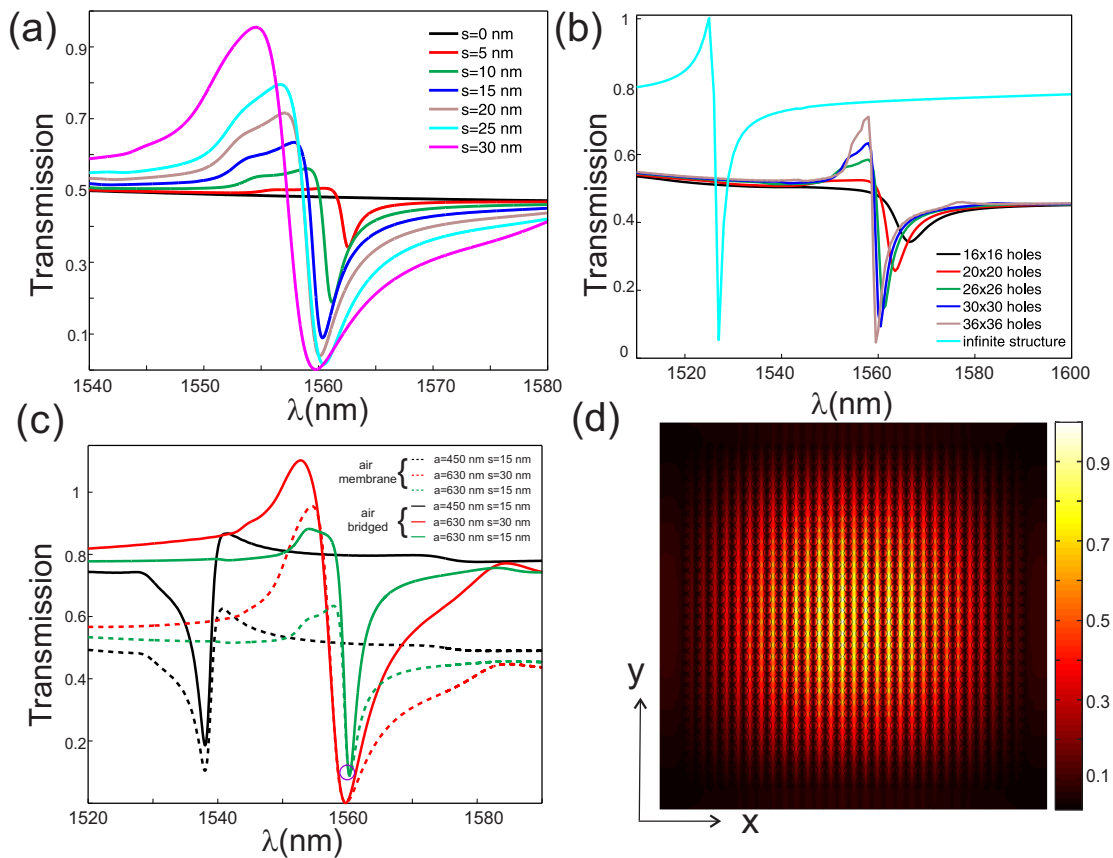 (a)
Transmission
0.9
0.7
0.5
0.3
0.1
1540
1550
1560
1570
1580
λ(nm)
s=0 nm
s=5 nm
s=10 nm
s=15 nm
s=20 nm
s=25 nm
s=30 nm
(b)
Transmission
1
0.8
0.6
0.4
0.2
0
1520
1540
1560
1580
1600
λ(nm)
16x16 holes
20x20 holes
26x26 holes
30x30 holes
36x36 holes
infinite structure
(c)
Transmission
1
0.8
0.6
0.4
0.2
1520
1540
1560
1580
λ(nm)
air
membrane
{
a=450 nm s=15 nm
a=630 nm s=30 nm
a=630 nm s=15 nm
air
bridged
{
a=450 nm s=15 nm
a=630 nm s=30 nm
a=630 nm s=15 nm
(d)
y
x
0.9
0.7
0.5
0.3
0.1